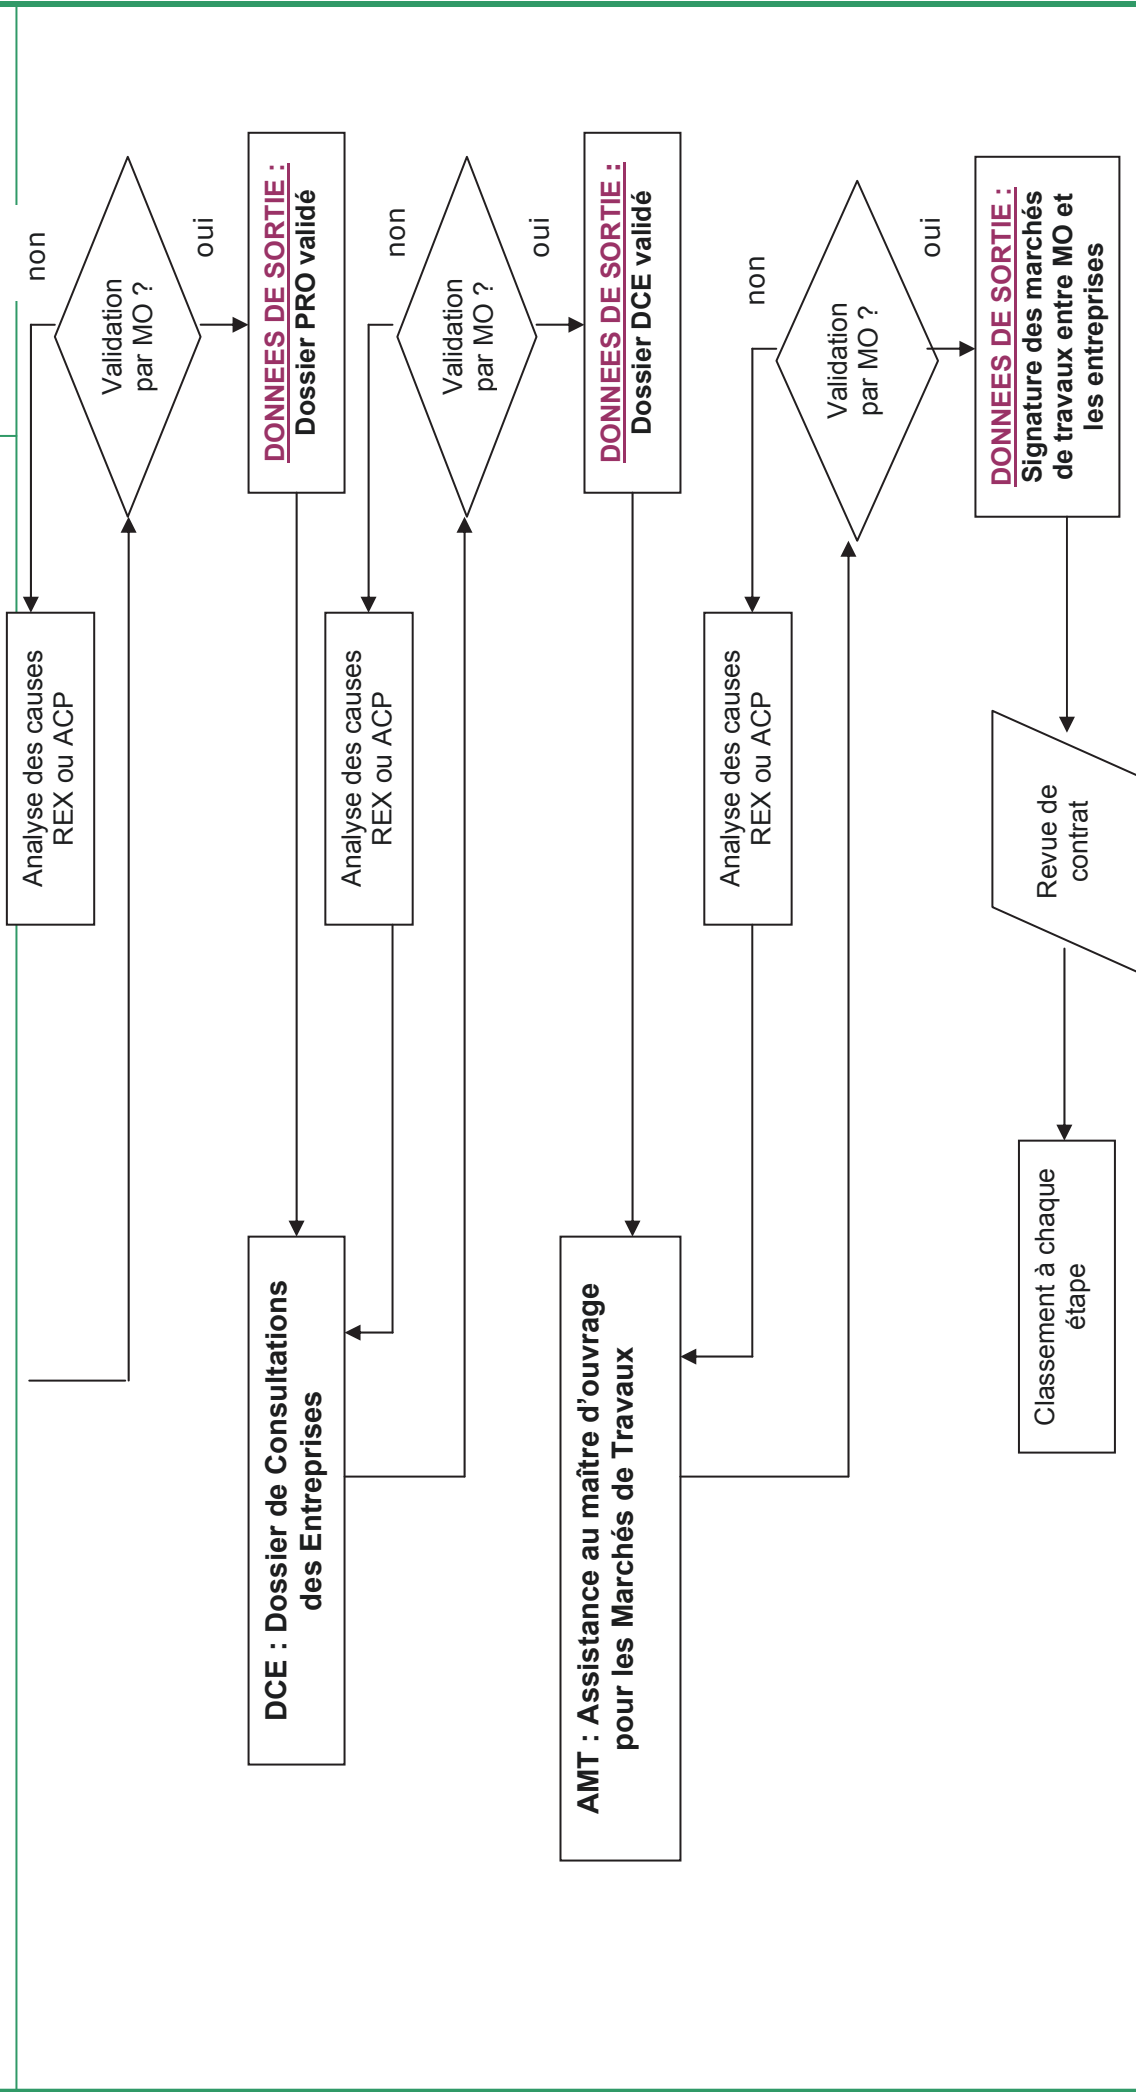 non
Validation
par MO ?
oui
Analyse des causes
REX ou ACP
DONNEES DE SORTIE :
Dossier PRO validé
DCE : Dossier de Consultations
des Entreprises
non
Validation
par MO ?
oui
Analyse des causes
REX ou ACP
DONNEES DE SORTIE :
Dossier DCE validé
AMT : Assistance au maître d’ouvrage
pour les Marchés de Travaux
non
Validation
par MO ?
oui
Analyse des causes
REX ou ACP
DONNEES DE SORTIE :
Signature des marchés
de travaux entre MO et
les entreprises
Revue de
contrat
Classement à chaque
étape